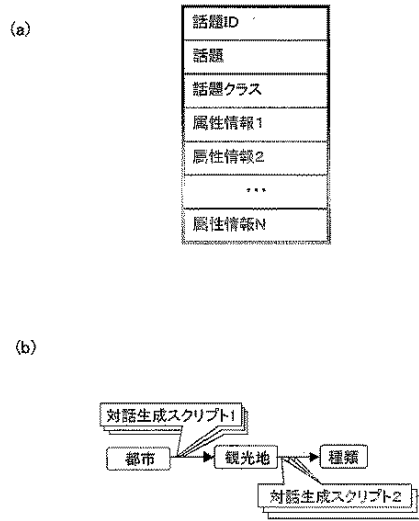 (a)
話題ID
話題
話題クラス
属性情報1
属性情報2
...
属性情報N
(b)
対話生成スクリプト1
都市
観光地
種類
対話生成スクリプト2